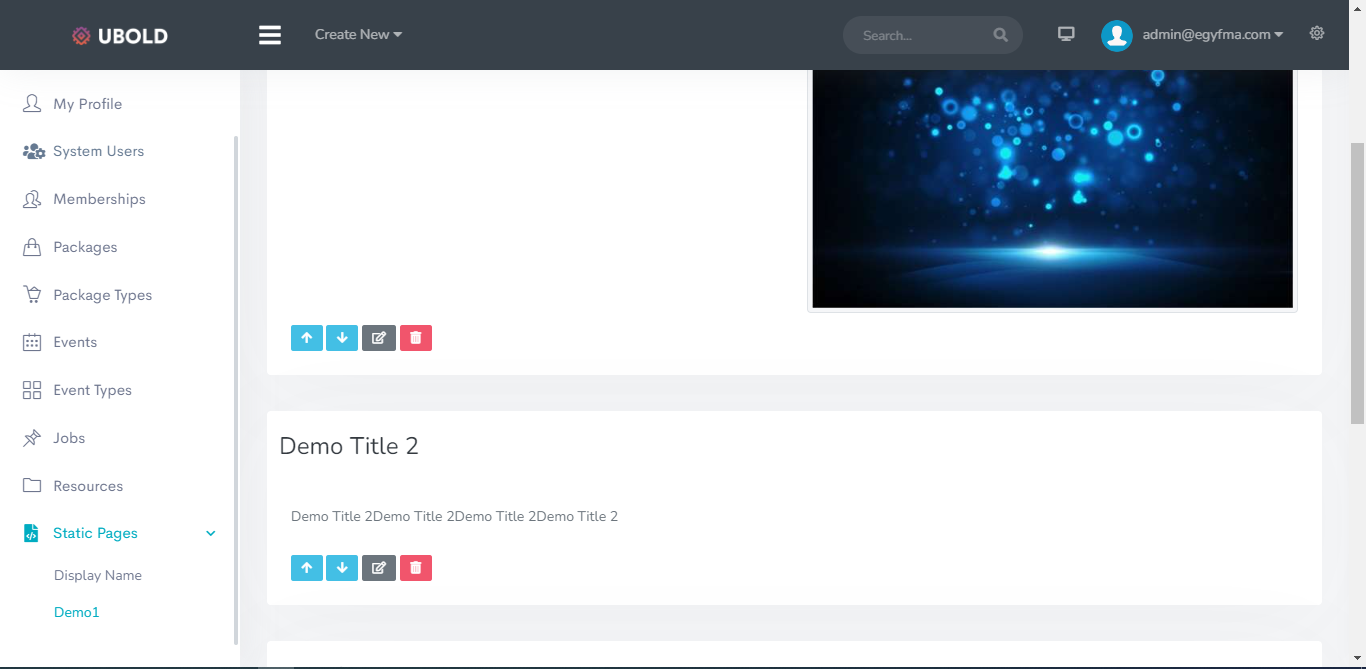 UBOLD
Create New
Search...
admin@egyfma.com
My Profile
System Users
Memberships
Packages
Package Types
Events
Event Types
Jobs
Resources
Static Pages
Display Name
Demo1
Demo Title 2
Demo Title 2Demo Title 2Demo Title 2Demo Title 2